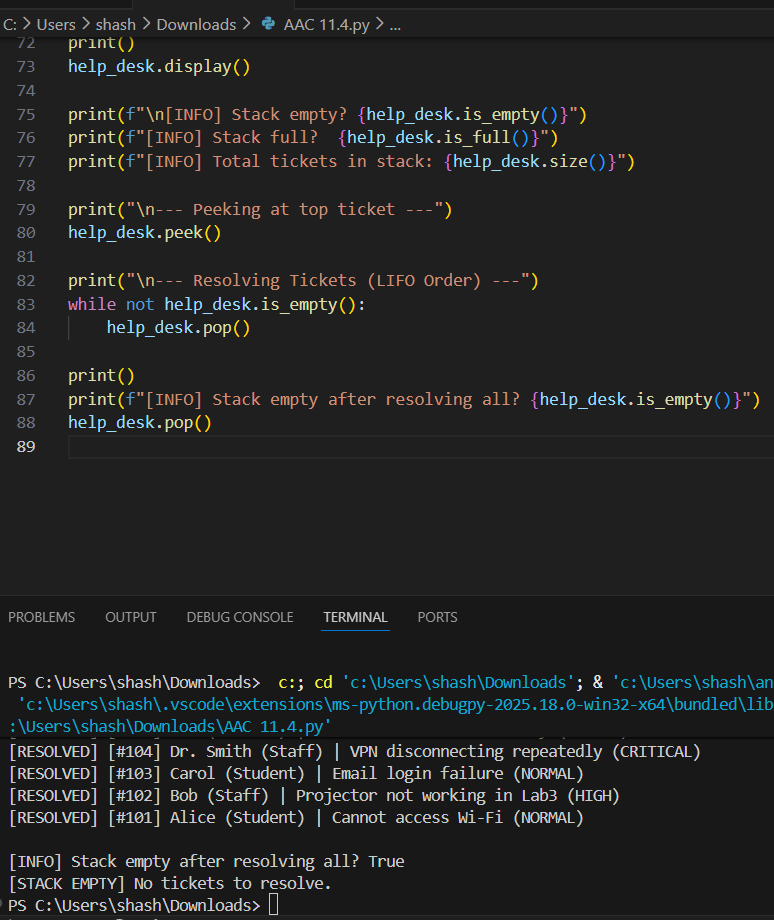 C: > Users > shash > Downloads > AAC 11.4.py > ...
72 print()
73 help_desk.display()
74
75 print(f"\n[INFO] Stack empty? {help_desk.is_empty()}")
76 print(f"[INFO] Stack full?  {help_desk.is_full()}")
77 print(f"[INFO] Total tickets in stack: {help_desk.size()}")
78
79 print("\n--- Peeking at top ticket ---")
80 help_desk.peek()
81
82 print("\n--- Resolving Tickets (LIFO Order) ---")
83 while not help_desk.is_empty():
84     help_desk.pop()
85
86 print()
87 print(f"[INFO] Stack empty after resolving all? {help_desk.is_empty()}")
88 help_desk.pop()
89
PROBLEMS OUTPUT DEBUG CONSOLE TERMINAL PORTS
PS C:\Users\shash\Downloads>  c:; cd 'c:\Users\shash\Downloads'; & 'c:\Users\shash\an
 'c:\Users\shash\.vscode\extensions\ms-python.debugpy-2025.18.0-win32-x64\bundled\lib
:\Users\shash\Downloads\AAC 11.4.py'
[RESOLVED] [#104] Dr. Smith (Staff) | VPN disconnecting repeatedly (CRITICAL)
[RESOLVED] [#103] Carol (Student) | Email login failure (NORMAL)
[RESOLVED] [#102] Bob (Staff) | Projector not working in Lab3 (HIGH)
[RESOLVED] [#101] Alice (Student) | Cannot access Wi-Fi (NORMAL)

[INFO] Stack empty after resolving all? True
[STACK EMPTY] No tickets to resolve.
PS C:\Users\shash\Downloads>